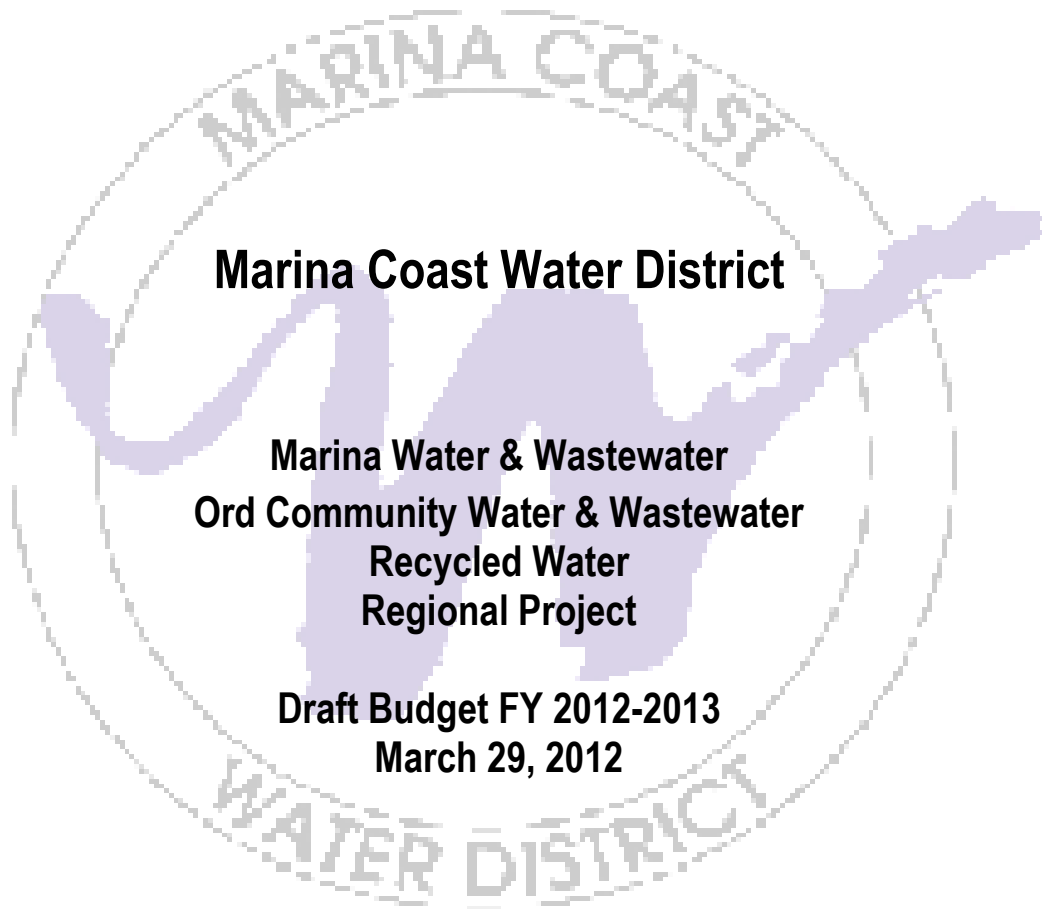 MARINA COAST
Marina Coast Water District
Marina Water & Wastewater
Ord Community Water & Wastewater
Recycled Water
Regional Project
Draft Budget FY 2012-2013
March 29, 2012
WATER DISTRICT